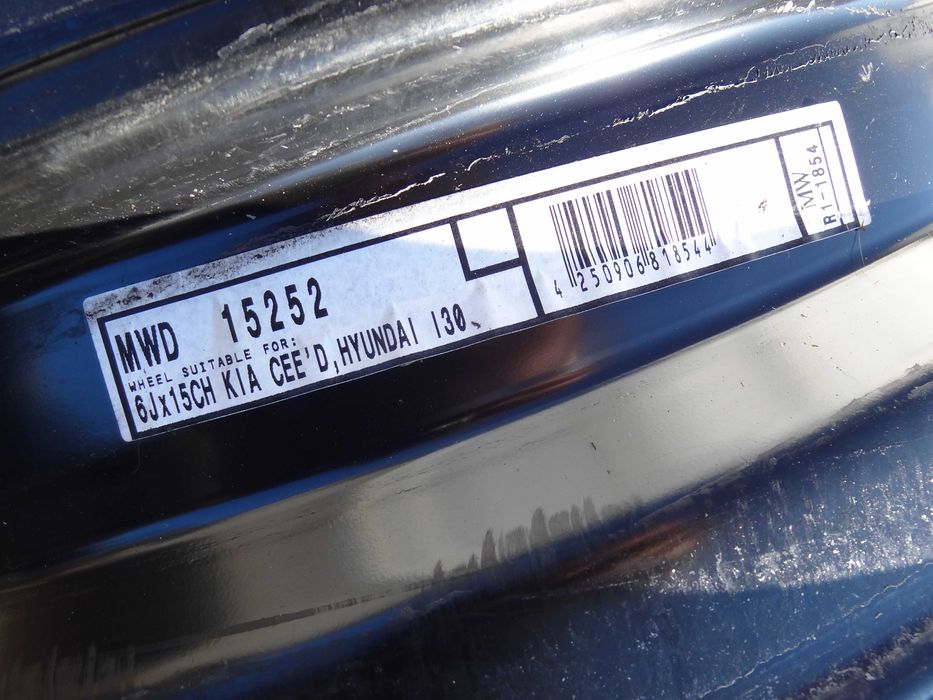 MWD 15252
WHEEL SUITABLE FOR:
6Jx15CH KIA CEE'D,HYUNDAI I30
4 250906 818544
MW
R1-1854